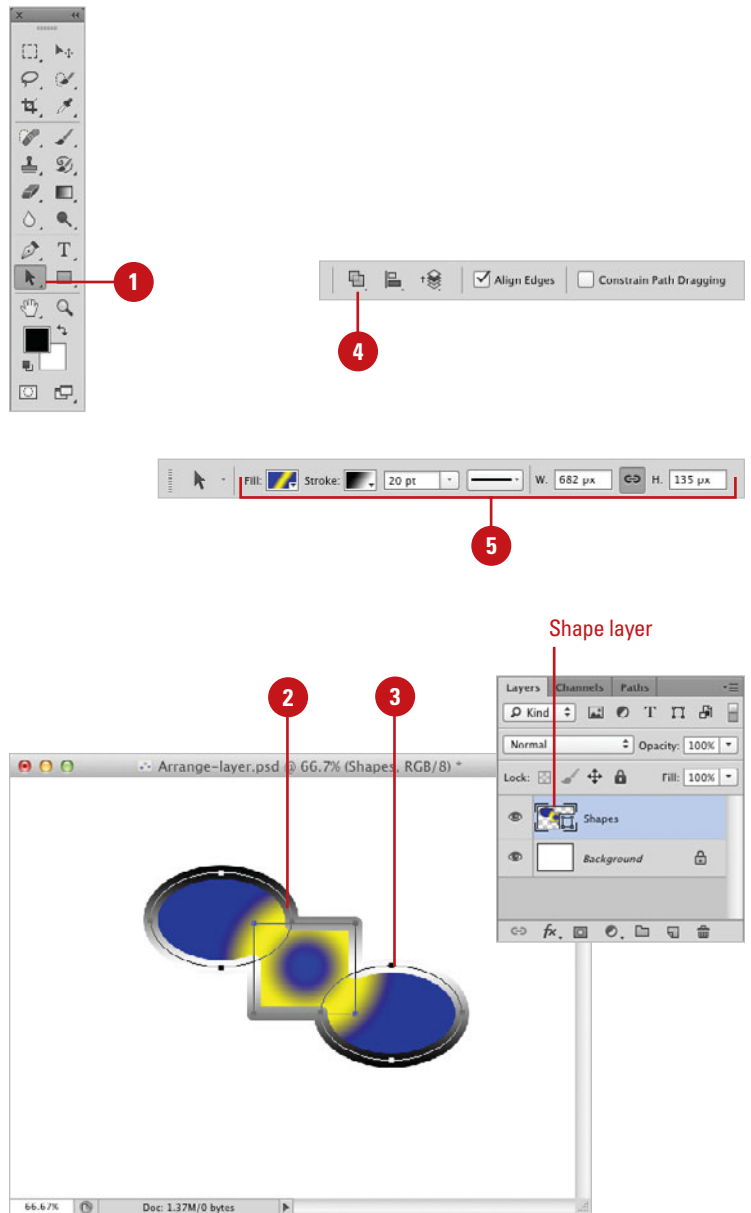 T
1
Align Edges
Constrain Path Dragging
4
Fill:
Stroke:
20 pt
W: 682 px
H: 135 px
5
Shape layer
2
3
Layers
Channels
Paths
Kind
T
Normal
Opacity: 100%
Lock:
Fill: 100%
Shapes
Background
fx
Arrange-layer.psd @ 66.7% (Shapes, RGB/8) *
66.67%
Doc: 1.37M/0 bytes